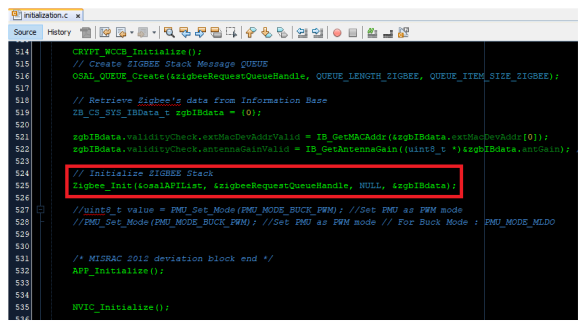 initialization.c x
Source History
514 CRYPT_WCCB_Initialize();
515 // Create ZIGBEE Stack Message QUEUE
516 OSAL_QUEUE_Create(&zigbeeRequestQueueHandle, QUEUE_LENGTH_ZIGBEE, QUEUE_ITEM_SIZE_ZIGBEE);
517
518 // Retrieve Zigbee's data from Information Base
519 ZB_CS_SYS_IBData_t zgbIBdata = {0};
520
521 zgbIBdata.validityCheck.extMacDevAddrValid = IB_GetMACAddr(&zgbIBdata.extMacDevAddr[0]);
522 zgbIBdata.validityCheck.antennaGainValid = IB_GetAntennaGain((uint8_t *)&zgbIBdata.antGain);
523
524 // Initialize ZIGBEE Stack
525 Zigbee_Init(&osalAPIList, &zigbeeRequestQueueHandle, NULL, &zgbIBdata);
526
527 //uint8_t value = PMU_Set_Mode(PMU_MODE_BUCK_PWM); //Set PMU as PWM mode
528 //PMU_Set_Mode(PMU_MODE_BUCK_PWM); //Set PMU as PWM mode // For Buck Mode : PMU_MODE_MLDO
529
530
531 /* MISRAC 2012 deviation block end */
532 APP_Initialize();
533
534
535 NVIC_Initialize();
536